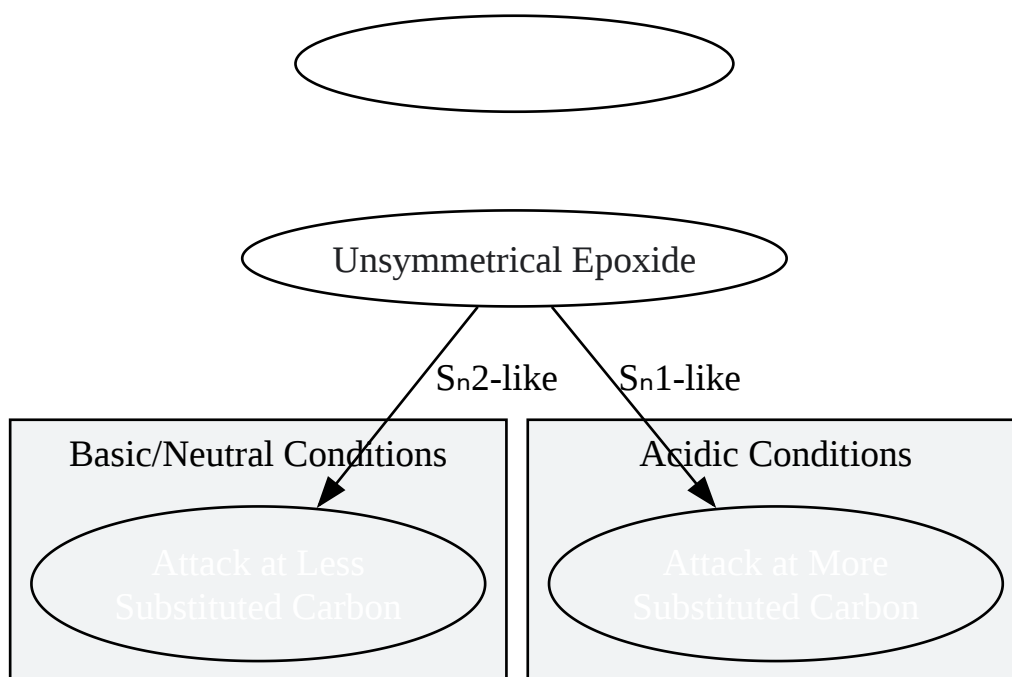 Unsymmetrical Epoxide
Sₙ2-like
Sₙ1-like
Basic/Neutral Conditions
Acidic Conditions
Attack at Less
Substituted Carbon
Attack at More
Substituted Carbon